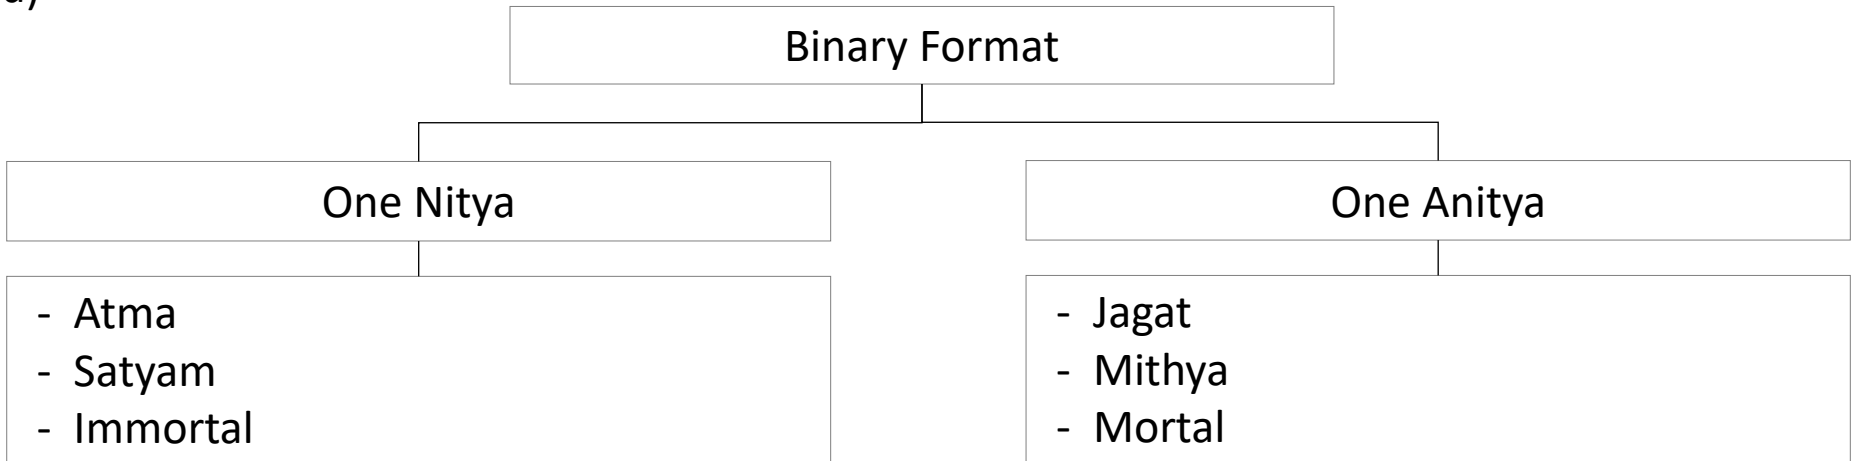 Binary Format
One Nitya
One Anitya
- Atma
- Satyam
- Immortal
- Jagat
- Mithya
- Mortal